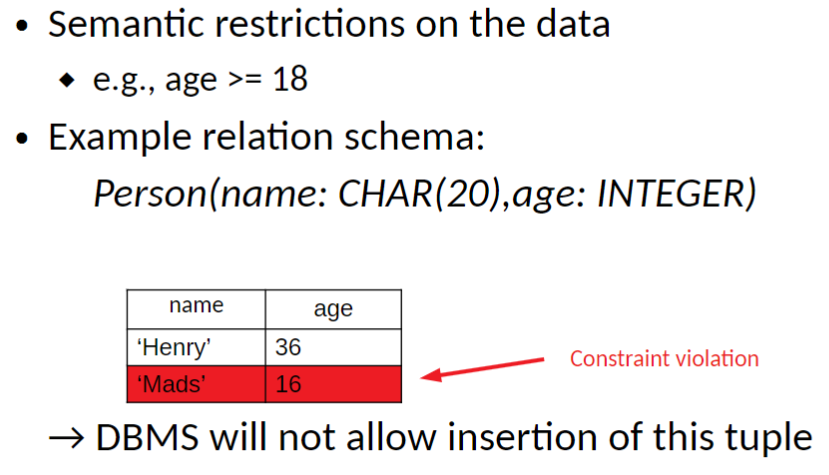 • Semantic restrictions on the data
◆ e.g., age >= 18
• Example relation schema:
Person(name: CHAR(20),age: INTEGER)
name age
‘Henry’ 36
‘Mads’ 16
Constraint violation
→ DBMS will not allow insertion of this tuple